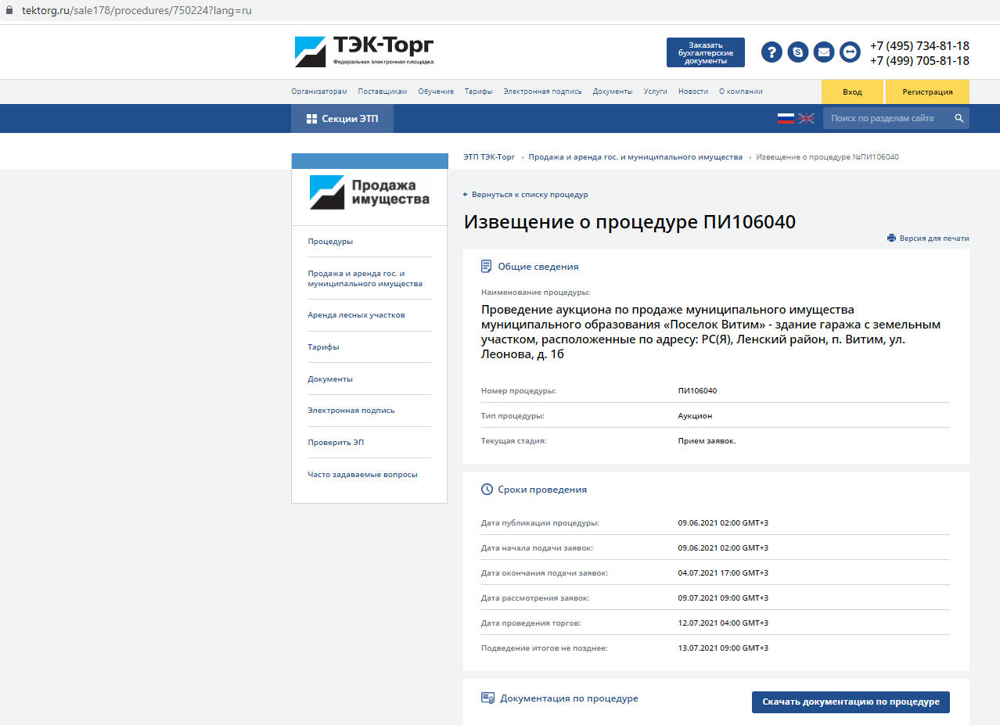 tektorg.ru/sale178/procedures/750224?lang=ru
ТЭК-Торг
Федеральная электронная площадка
Заказать
бухгалтерские
документы
+7 (495) 734-81-18
+7 (499) 705-81-18
Организаторам Поставщикам Обучение Тарифы Электронная подпись Документы Услуги Новости О компании
Вход
Регистрация
Секции ЭТП
Поиск по разделам сайта
Продажа
имущества
Процедуры
Продажа и аренда гос. и
муниципального имущества
Аренда лесных участков
Тарифы
Документы
Электронная подпись
Проверить ЭП
Часто задаваемые вопросы
ЭТП ТЭК-Торг › Продажа и аренда гос. и муниципального имущества › Извещение о процедуре №ПИ106040
Вернуться к списку процедур
Извещение о процедуре ПИ106040
Версия для печати
Общие сведения
Наименование процедуры:
Проведение аукциона по продаже муниципального имущества
муниципального образования «Поселок Витим» - здание гаража с земельным
участком, расположенные по адресу: РС(Я), Ленский район, п. Витим, ул.
Леонова, д. 1б
Номер процедуры: ПИ106040
Тип процедуры: Аукцион
Текущая стадия: Прием заявок.
Сроки проведения
Дата публикации процедуры: 09.06.2021 02:00 GMT+3
Дата начала подачи заявок: 09.06.2021 02:00 GMT+3
Дата окончания подачи заявок: 04.07.2021 17:00 GMT+3
Дата рассмотрения заявок: 09.07.2021 09:00 GMT+3
Дата проведения торгов: 12.07.2021 04:00 GMT+3
Подведение итогов не позднее: 13.07.2021 09:00 GMT+3
Документация по процедуре
Скачать документацию по процедуре